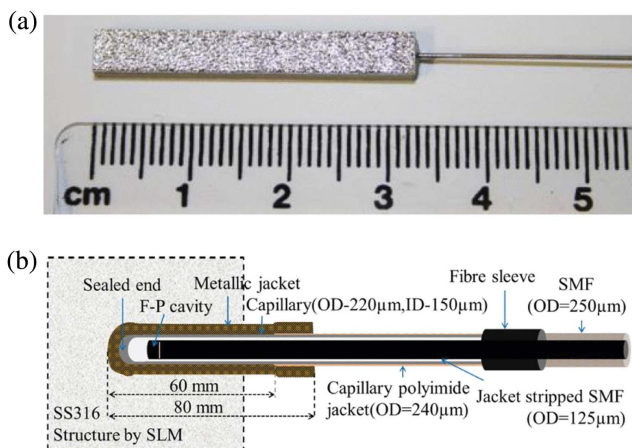 (a)
cm 1 2 3 4 5
(b)
Sealed end
Metallic jacket
Fibre sleeve
SMF
(OD=250µm)
F-P cavity
Capillary(OD-220µm,ID-150µm)
60 mm
80 mm
Capillary polyimide
jacket(OD=240µm)
Jacket stripped SMF
(OD=125µm)
SS316
Structure by SLM